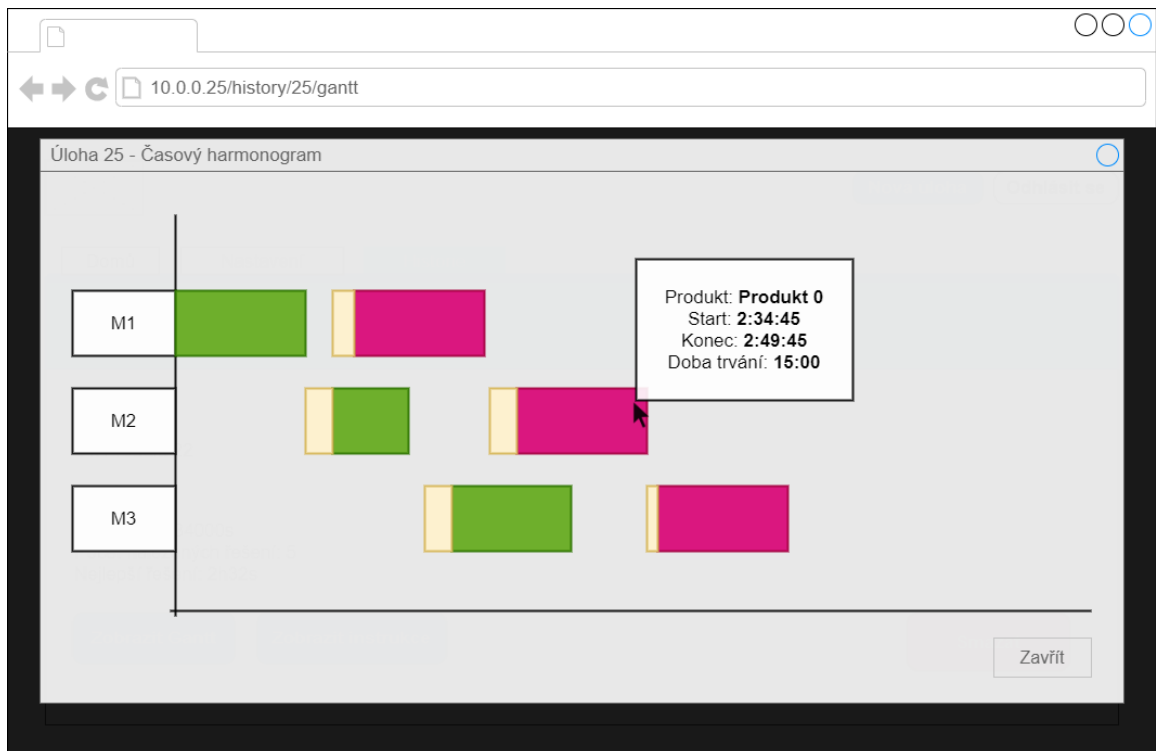 10.0.0.25/history/25/gantt
Úloha 25 - Časový harmonogram
M1
Produkt: Produkt 0
Start: 2:34:45
Konec: 2:49:45
Doba trvání: 15:00
M2
M3
Zavřít